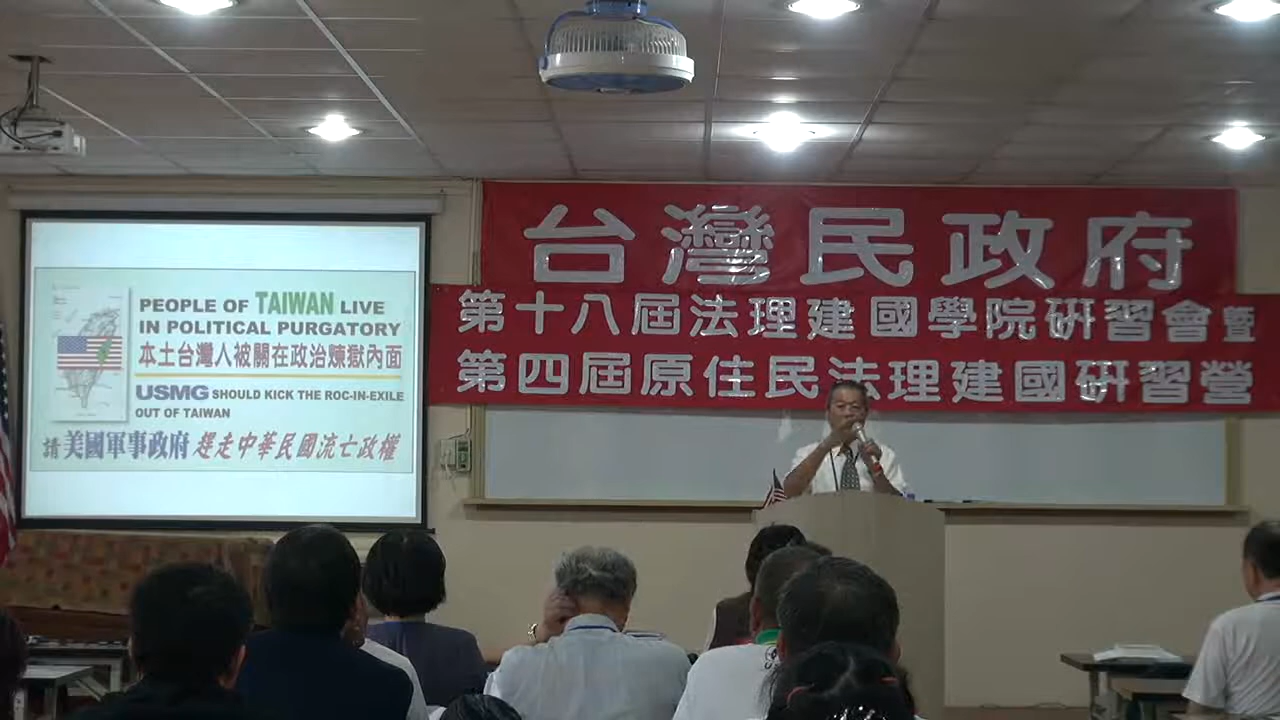 台灣民政府
第十八屆法理建國學院研習會暨
第四屆原住民法理建國研習營
PEOPLE OF TAIWAN LIVE
IN POLITICAL PURGATORY
本土台灣人被關在政治煉獄內面
USMG SHOULD KICK THE ROC-IN-EXILE
OUT OF TAIWAN
請美國軍事政府趕走中華民國流亡政權